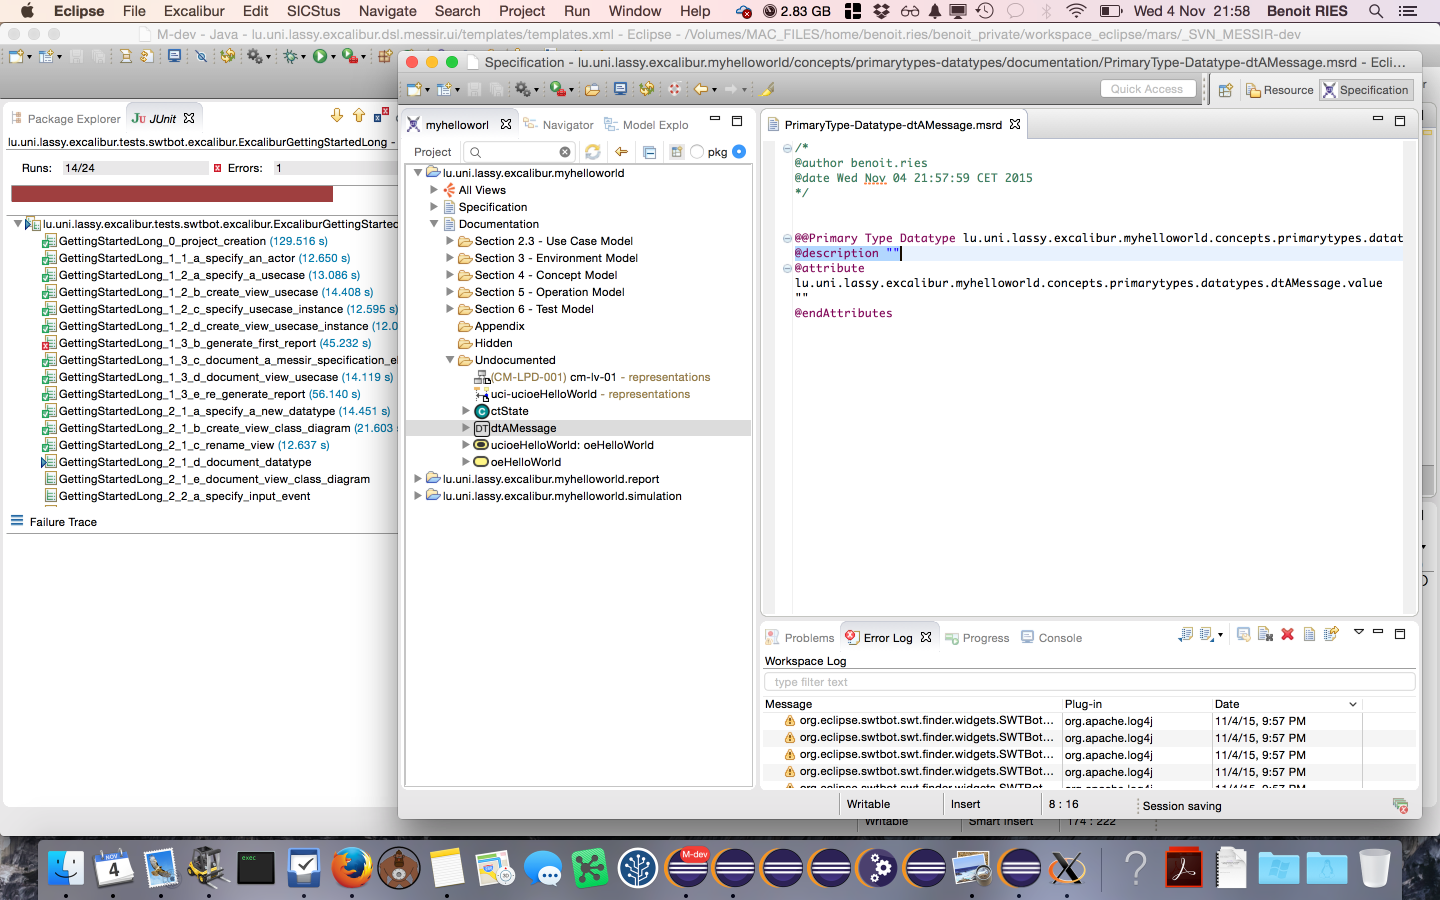 Eclipse File Excalibur Edit SICStus Navigate Search Project Run Window Help 2.83 GB Wed 4 Nov 21:58 Benoit RIES
M-dev - Java - lu.uni.lassy.excalibur.dsl.messir.ui/templates/templates.xml - Eclipse - /Volumes/MAC_FILES/home/benoit.ries/benoit_private/workspace_eclipse/mars/_SVN_MESSIR-dev
Specification - lu.uni.lassy.excalibur.myhelloworld/concepts/primarytypes-datatypes/documentation/PrimaryType-Datatype-dtAMessage.msrd - Ecli...
Quick Access Resource Specification
Package Explorer JU JUnit
lu.uni.lassy.excalibur.tests.swtbot.excalibur.ExcaliburGettingStartedLong -
Runs: 14/24 Errors: 1
lu.uni.lassy.excalibur.tests.swtbot.excalibur.ExcaliburGettingStarted
GettingStartedLong_0_project_creation (129.516 s)
GettingStartedLong_1_1_a_specify_an_actor (12.650 s)
GettingStartedLong_1_2_a_specify_a_usecase (13.086 s)
GettingStartedLong_1_2_b_create_view_usecase (14.408 s)
GettingStartedLong_1_2_c_specify_usecase_instance (12.595 s)
GettingStartedLong_1_2_d_create_view_usecase_instance (12.0
GettingStartedLong_1_3_b_generate_first_report (45.232 s)
GettingStartedLong_1_3_c_document_a_messir_specification_el
GettingStartedLong_1_3_d_document_view_usecase (14.119 s)
GettingStartedLong_1_3_e_re_generate_report (56.140 s)
GettingStartedLong_2_1_a_specify_a_new_datatype (14.451 s)
GettingStartedLong_2_1_b_create_view_class_diagram (21.603
GettingStartedLong_2_1_c_rename_view (12.637 s)
GettingStartedLong_2_1_d_document_datatype
GettingStartedLong_2_1_e_document_view_class_diagram
GettingStartedLong_2_2_a_specify_input_event
Failure Trace
myhelloworl Navigator Model Explo
Project pkg
lu.uni.lassy.excalibur.myhelloworld
All Views
Specification
Documentation
Section 2.3 - Use Case Model
Section 3 - Environment Model
Section 4 - Concept Model
Section 5 - Operation Model
Section 6 - Test Model
Appendix
Hidden
Undocumented
(CM-LPD-001) cm-lv-01 - representations
uci-ucioeHelloWorld - representations
C ctState
DT dtAMessage
ucioeHelloWorld: oeHelloWorld
oeHelloWorld
lu.uni.lassy.excalibur.myhelloworld.report
lu.uni.lassy.excalibur.myhelloworld.simulation
PrimaryType-Datatype-dtAMessage.msrd
/*
@author benoit.ries
@date Wed Nov 04 21:57:59 CET 2015
*/
@@Primary Type Datatype lu.uni.lassy.excalibur.myhelloworld.concepts.primarytypes.datat
@description ""
@attribute
lu.uni.lassy.excalibur.myhelloworld.concepts.primarytypes.datatypes.dtAMessage.value
""
@endAttributes
Problems Error Log Progress Console
Workspace Log
type filter text
Message Plug-in Date
org.eclipse.swtbot.swt.finder.widgets.SWTBot... org.apache.log4j 11/4/15, 9:57 PM
org.eclipse.swtbot.swt.finder.widgets.SWTBot... org.apache.log4j 11/4/15, 9:57 PM
org.eclipse.swtbot.swt.finder.widgets.SWTBot... org.apache.log4j 11/4/15, 9:57 PM
org.eclipse.swtbot.swt.finder.widgets.SWTBot... org.apache.log4j 11/4/15, 9:57 PM
Writable Insert 8 : 16 Session saving
Writable Smart Insert 174 : 222
NOV
4
exec
M-dev